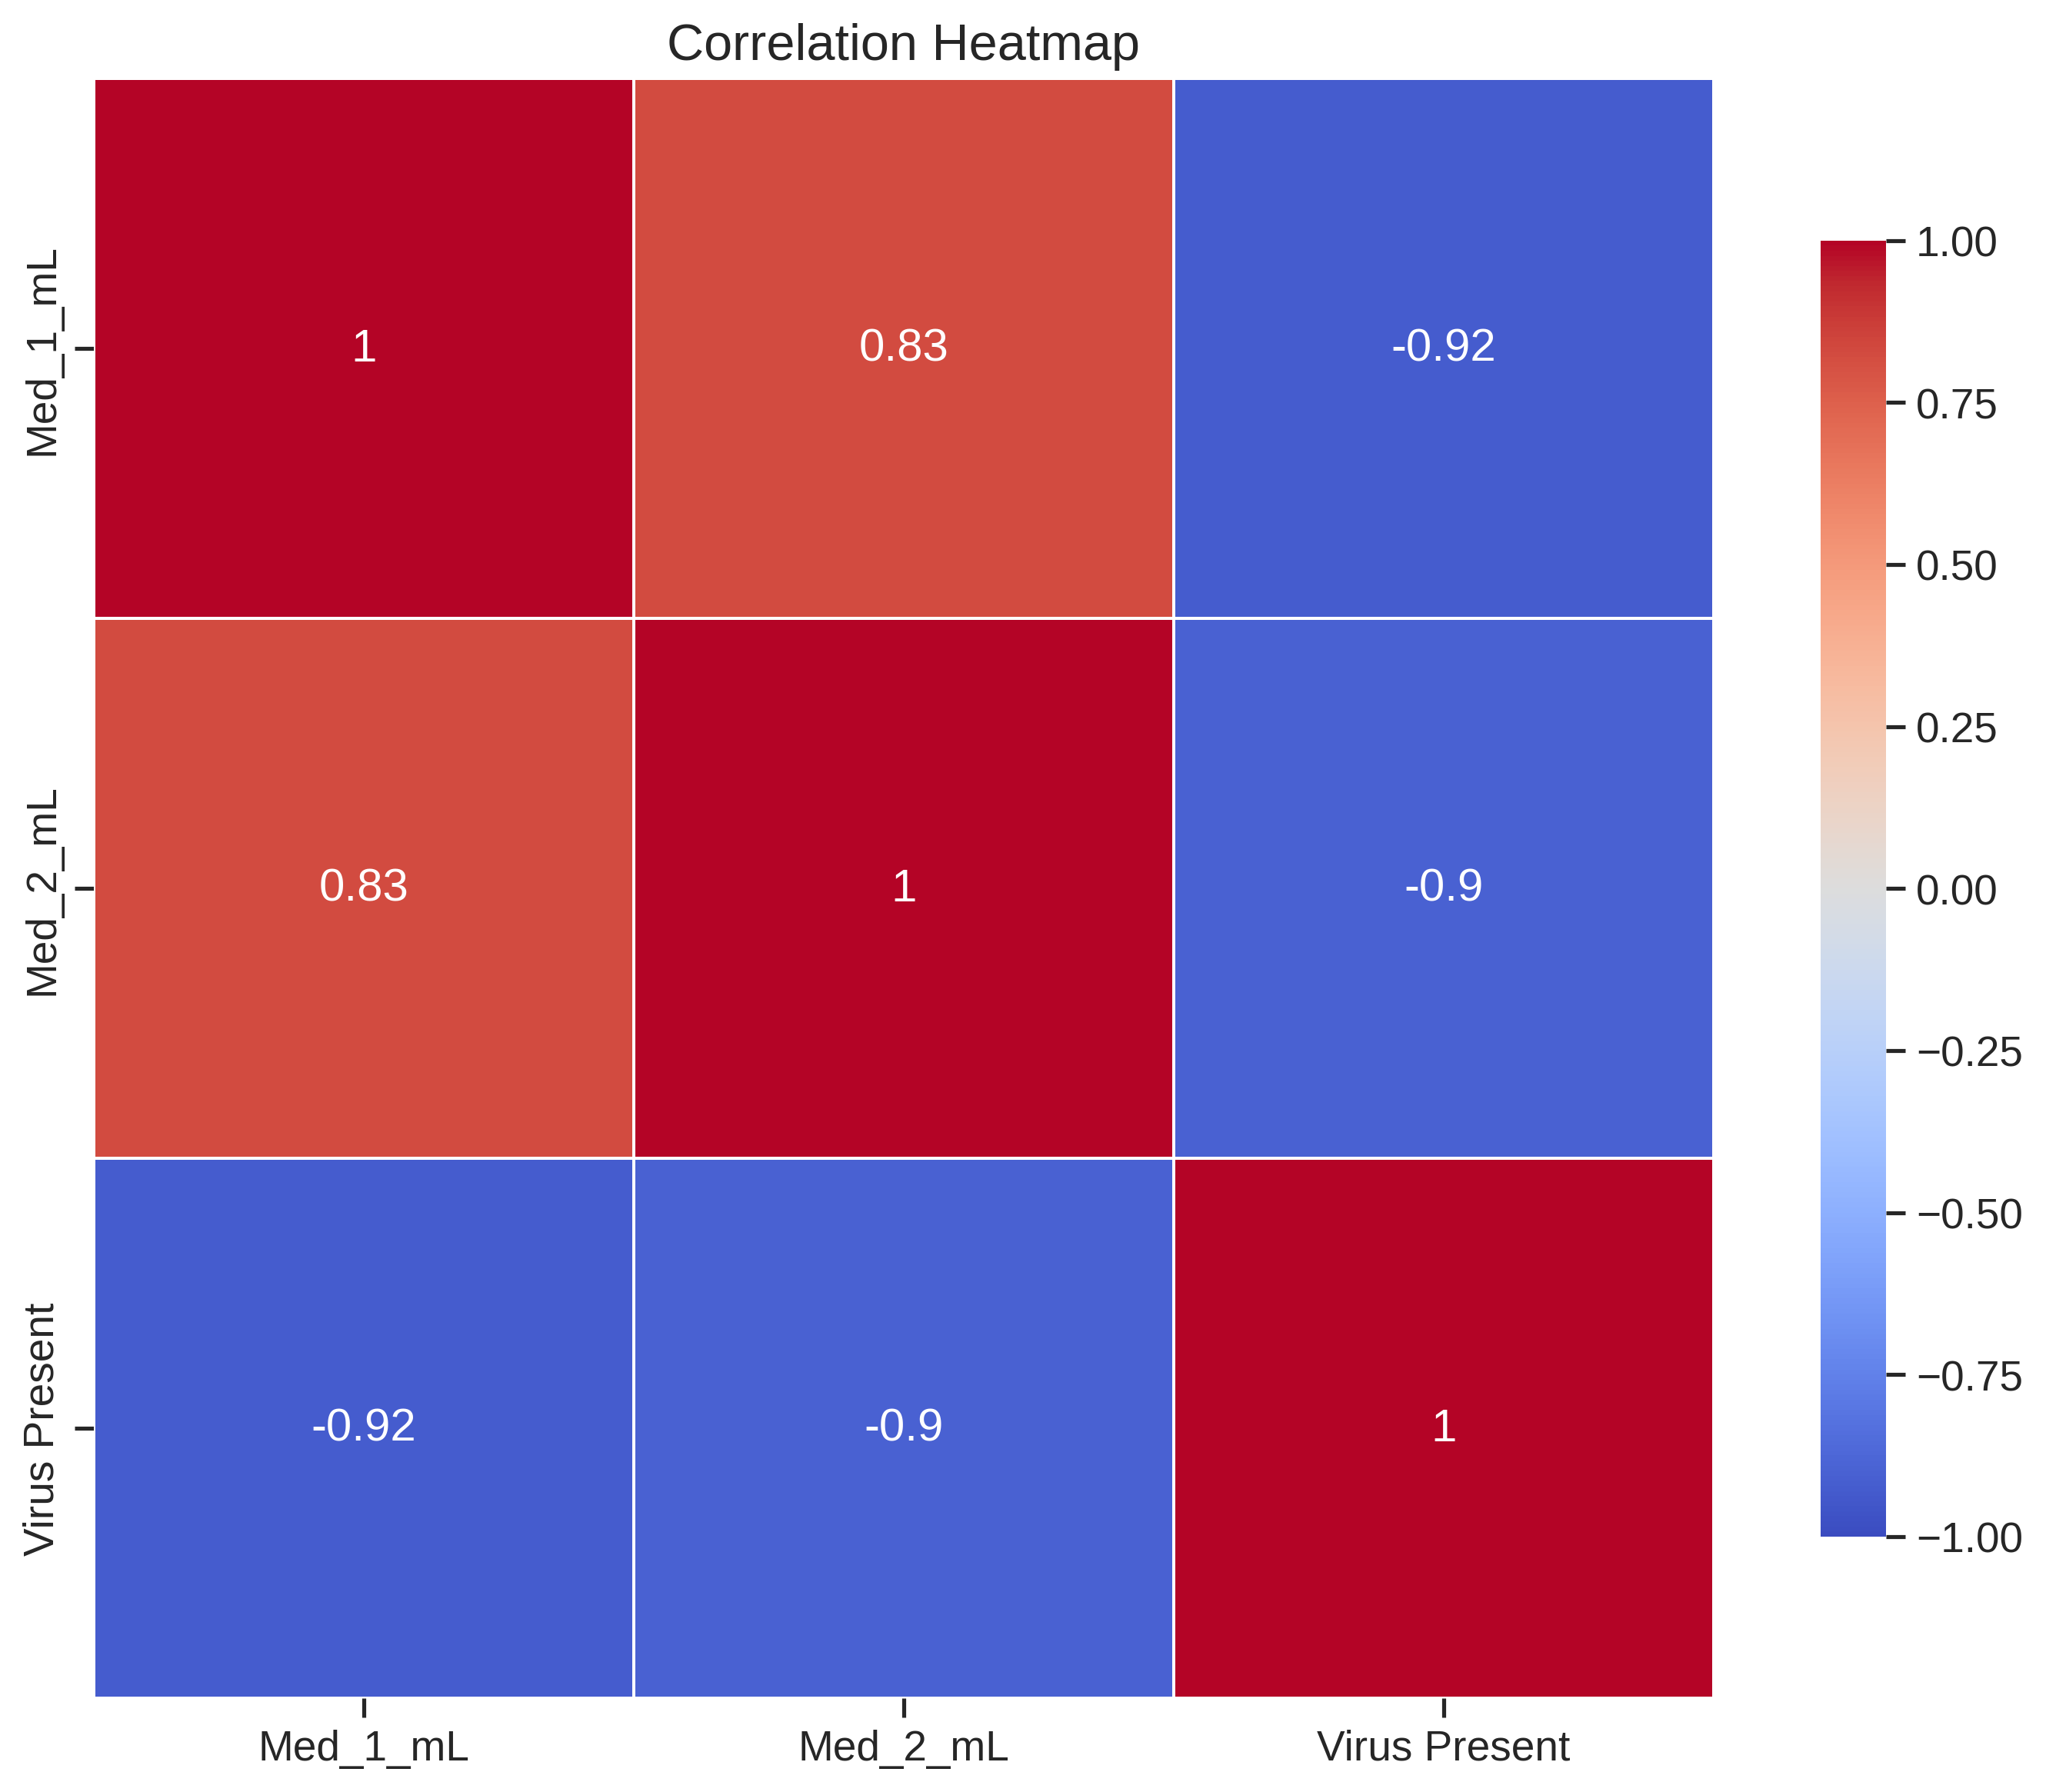 Correlation Heatmap
Med_1_mL
1
0.83
-0.92
Med_2_mL
0.83
1
-0.9
Virus Present
-0.92
-0.9
1
Med_1_mL
Med_2_mL
Virus Present
1.00
0.75
0.50
0.25
0.00
−0.25
−0.50
−0.75
−1.00